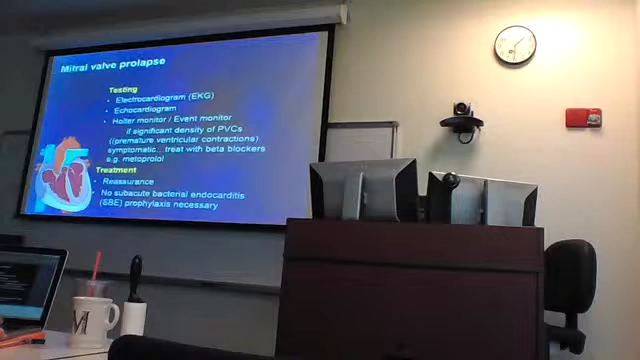 Mitral valve prolapse
Testing
• Electrocardiogram (EKG)
• Echocardiogram
• Holter monitor / Event monitor
if significant density of PVCs
((premature ventricular contractions)
symptomatic... treat with beta blockers
e.g. metoprolol
Treatment
• Reassurance
No subacute bacterial endocarditis
(SBE) prophylaxis necessary
M